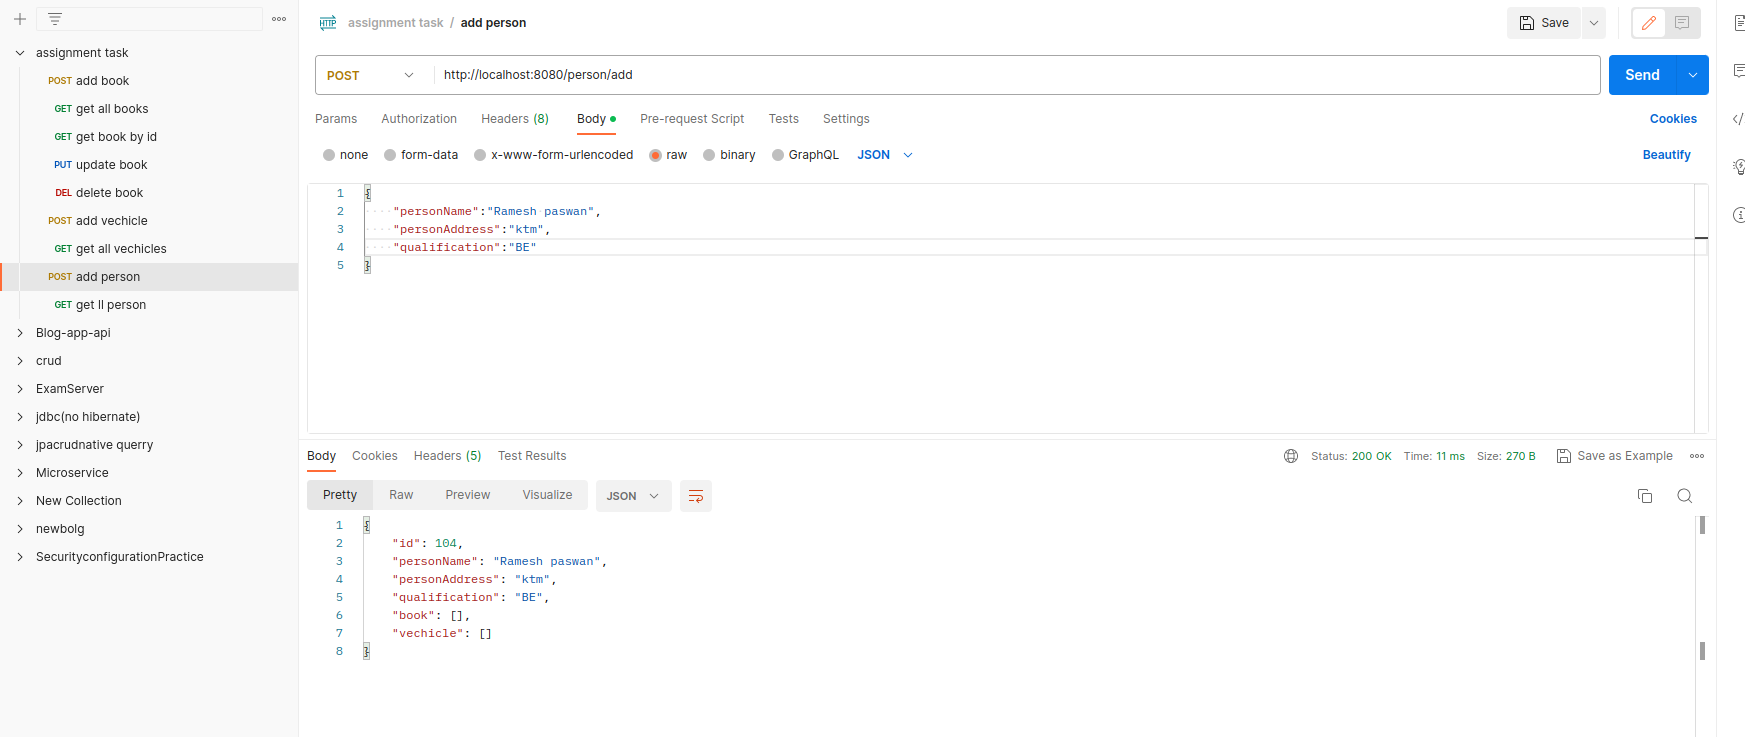 assignment task
POST add book
GET get all books
GET get book by id
PUT update book
DEL delete book
POST add vechicle
GET get all vechicles
POST add person
GET get ll person
Blog-app-api
crud
ExamServer
jdbc(no hibernate)
jpacrudnative querry
Microservice
New Collection
newbolg
SecurityconfigurationPractice
HTTP assignment task / add person
Save
POST http://localhost:8080/person/add
Send
Params Authorization Headers (8) Body Pre-request Script Tests Settings Cookies
none form-data x-www-form-urlencoded raw binary GraphQL JSON Beautify
1 {
2 "personName":"Ramesh paswan",
3 "personAddress":"ktm",
4 "qualification":"BE"
5 }
Body Cookies Headers (5) Test Results Status: 200 OK Time: 11 ms Size: 270 B Save as Example
Pretty Raw Preview Visualize JSON
1 {
2 "id": 104,
3 "personName": "Ramesh paswan",
4 "personAddress": "ktm",
5 "qualification": "BE",
6 "book": [],
7 "vechicle": []
8 }